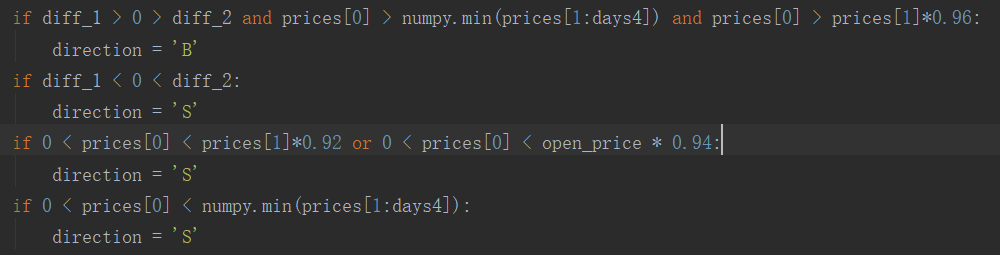 if diff_1 > 0 > diff_2 and prices[0] > numpy.min(prices[1:days4]) and prices[0] > prices[1]*0.96:
    direction = 'B'
if diff_1 < 0 < diff_2:
    direction = 'S'
if 0 < prices[0] < prices[1]*0.92 or 0 < prices[0] < open_price * 0.94:
    direction = 'S'
if 0 < prices[0] < numpy.min(prices[1:days4]):
    direction = 'S'